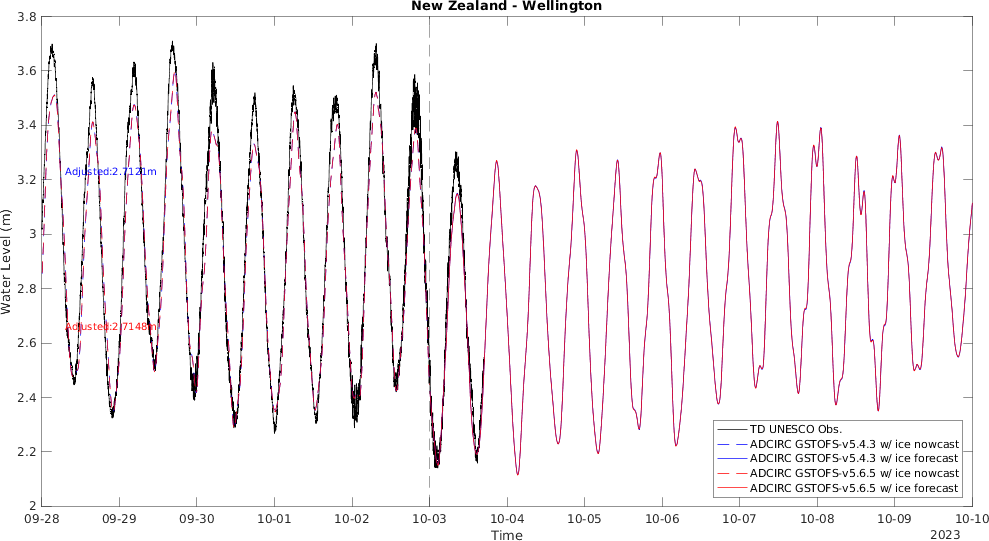 New Zealand - Wellington
3.8
3.6
3.4
3.2
3
2.8
2.6
2.4
2.2
2
Water Level (m)
Adjusted:2.7121m
Adjusted:2.7148m
TD UNESCO Obs.
ADCIRC GSTOFS-v5.4.3 w/ ice nowcast
ADCIRC GSTOFS-v5.4.3 w/ ice forecast
ADCIRC GSTOFS-v5.6.5 w/ ice nowcast
ADCIRC GSTOFS-v5.6.5 w/ ice forecast
09-28 09-29 09-30 10-01 10-02 10-03 10-04 10-05 10-06 10-07 10-08 10-09 10-10
Time
2023